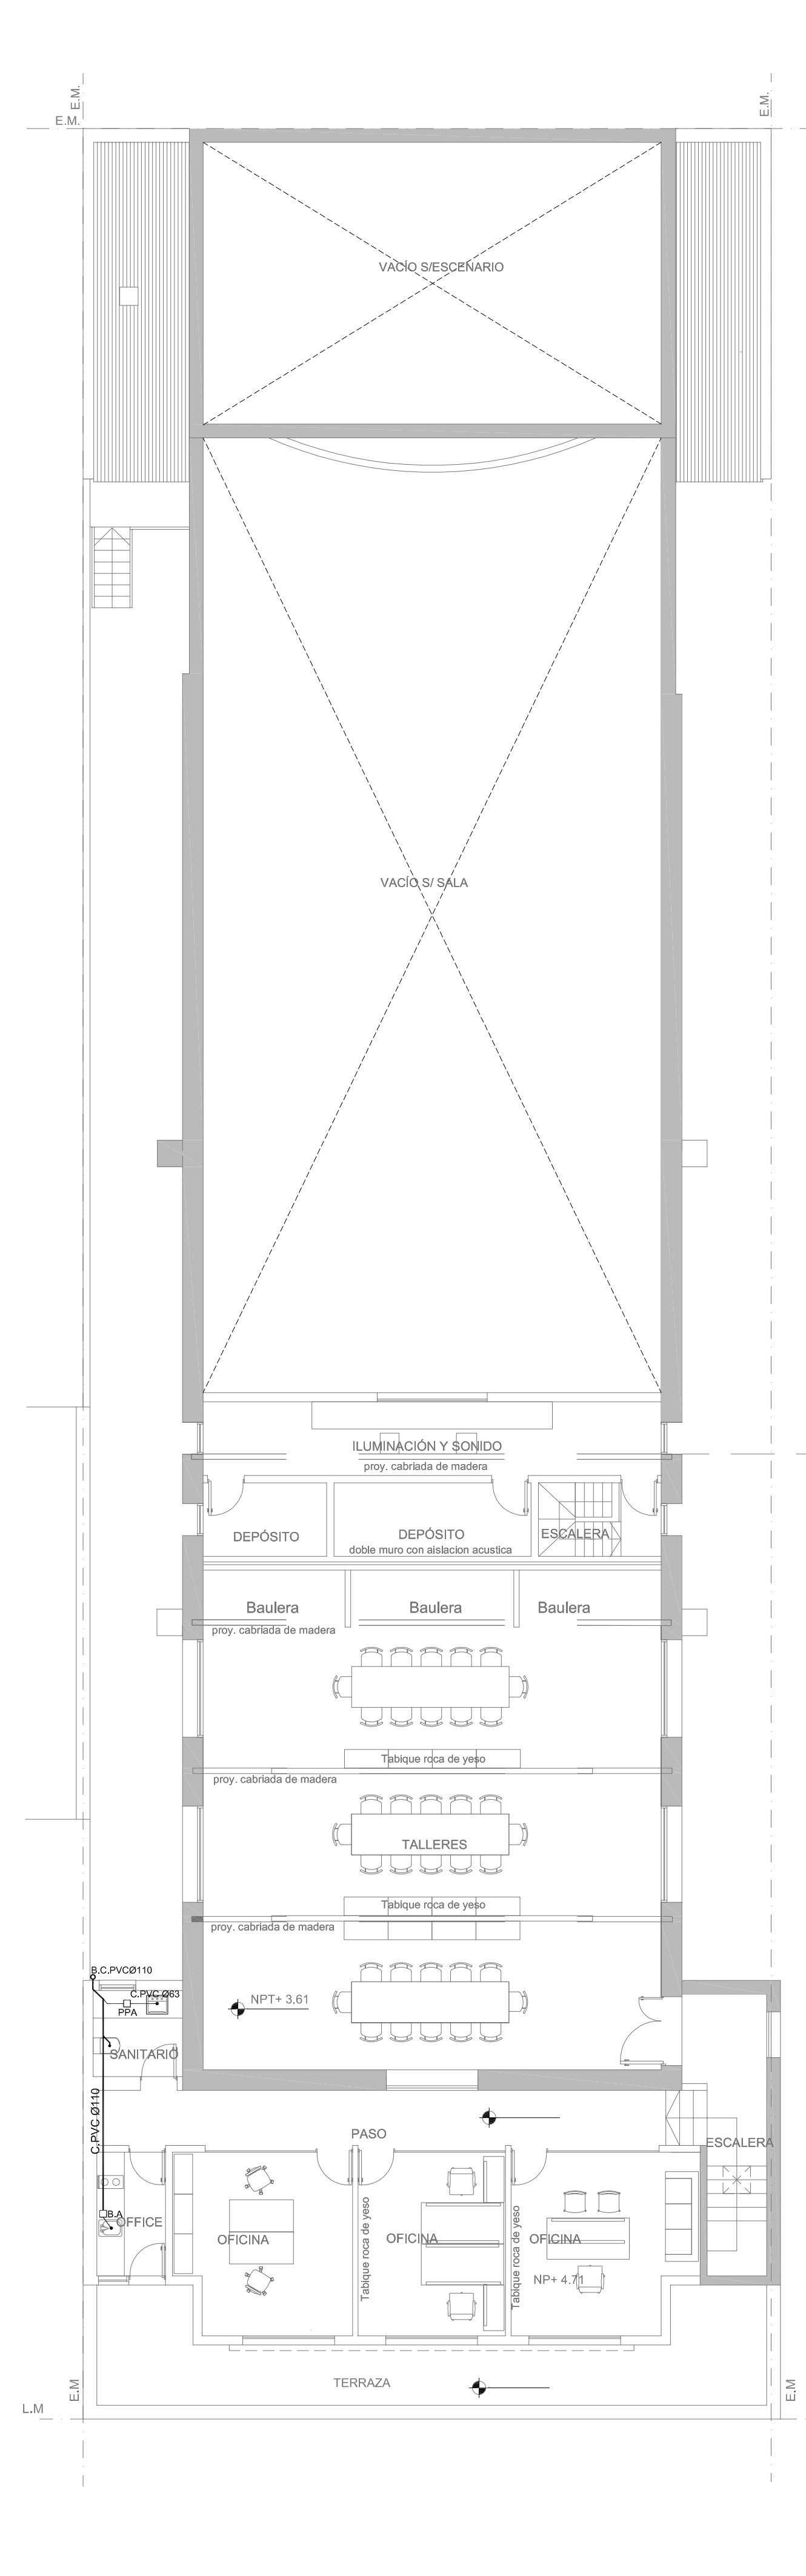 E.M.
E.M.
E.M.
VACÍO S/ESCENARIO
VACÍO S/ SALA
ILUMINACIÓN Y SONIDO
proy. cabriada de madera
DEPÓSITO
DEPÓSITO
doble muro con aislacion acustica
ESCALERA
Baulera
Baulera
Baulera
proy. cabriada de madera
Tabique roca de yeso
proy. cabriada de madera
TALLERES
Tabique roca de yeso
proy. cabriada de madera
B.C.PVCØ110
C.PVC Ø63
PPA
NPT+ 3.61
SANITARIO
C.PVC Ø110
PASO
ESCALERA
B.A
OFFICE
OFICINA
Tabique roca de yeso
OFICINA
Tabique roca de yeso
OFICINA
NP+ 4.71
TERRAZA
E.M
E.M
L.M